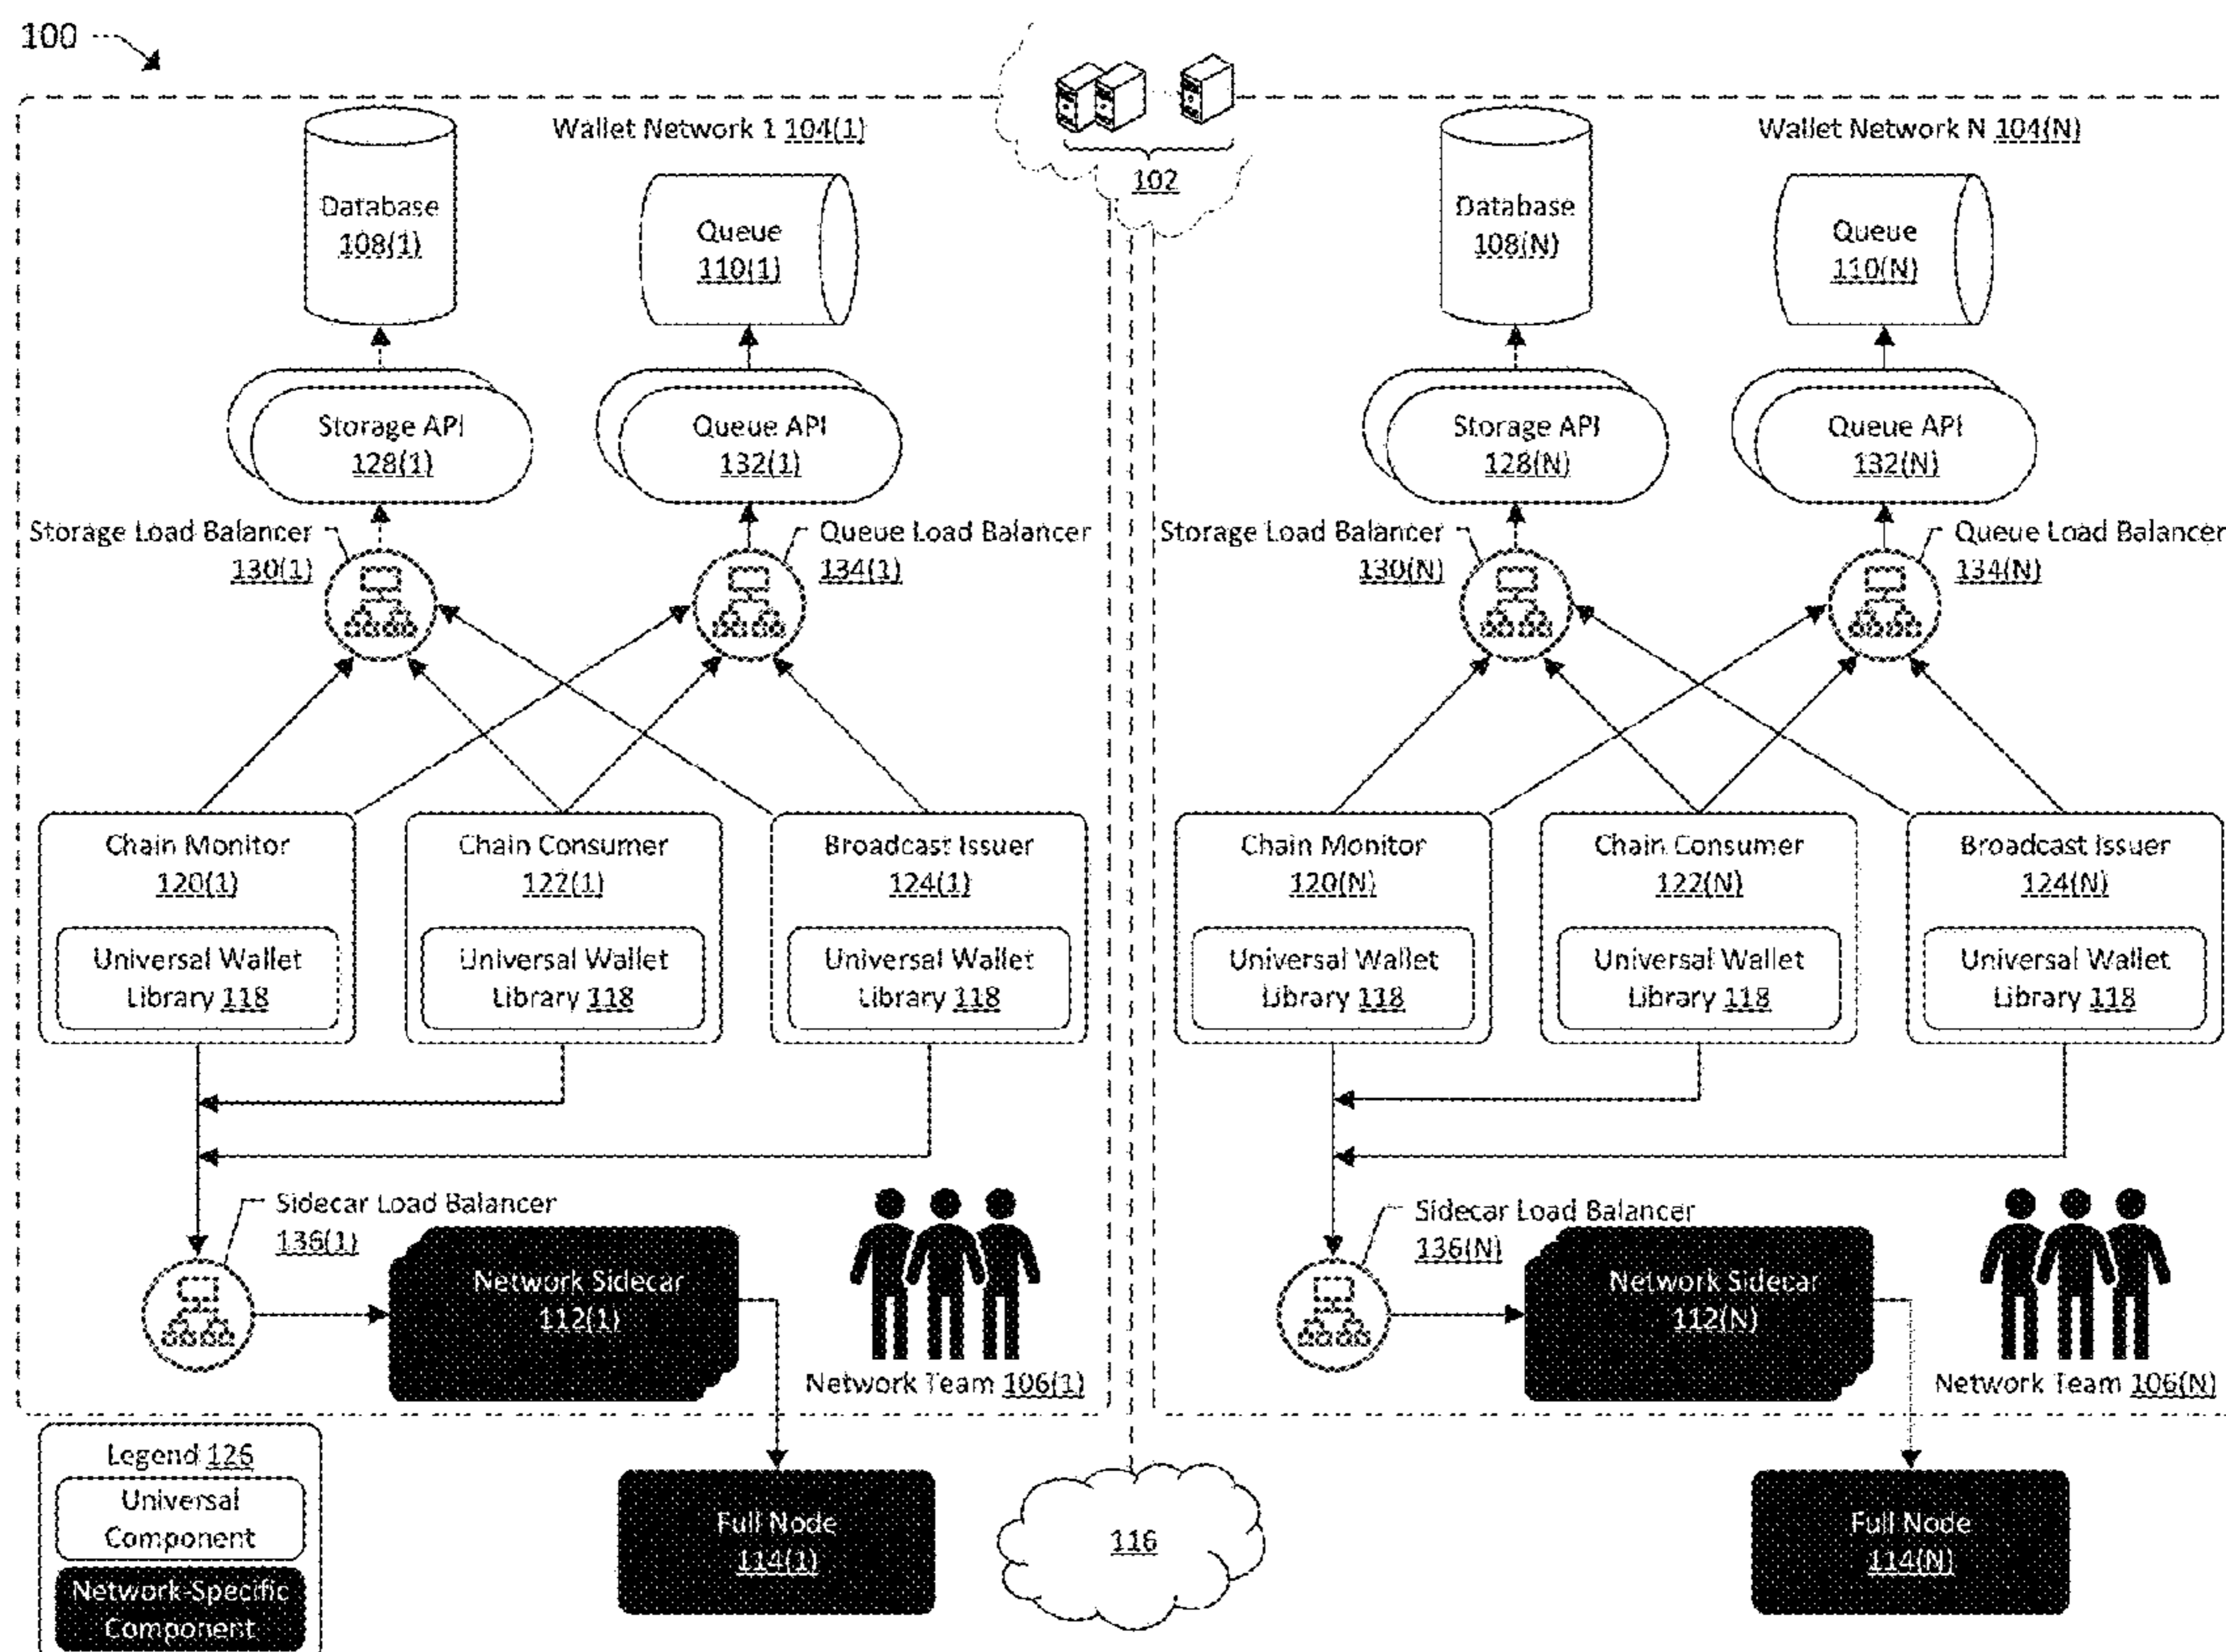 100
102
Wallet Network 1 104(1)
Database
108(1)
Queue
110(1)
Storage API
128(1)
Queue API
132(1)
Storage Load Balancer
130(1)
Queue Load Balancer
134(1)
Chain Monitor
120(1)
Universal Wallet
Library 118
Chain Consumer
122(1)
Universal Wallet
Library 118
Broadcast Issuer
124(1)
Universal Wallet
Library 118
Sidecar Load Balancer
136(1)
Network Sidecar
112(1)
Network Team 106(1)
Full Node
114(1)
Wallet Network N 104(N)
Database
108(N)
Queue
110(N)
Storage API
128(N)
Queue API
132(N)
Storage Load Balancer
130(N)
Queue Load Balancer
134(N)
Chain Monitor
120(N)
Universal Wallet
Library 118
Chain Consumer
122(N)
Universal Wallet
Library 118
Broadcast Issuer
124(N)
Universal Wallet
Library 118
Sidecar Load Balancer
136(N)
Network Sidecar
112(N)
Network Team 106(N)
Full Node
114(N)
116
Legend 126
Universal
Component
Network-Specific
Component